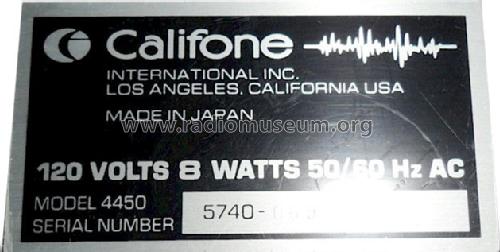 Califone
INTERNATIONAL INC.
LOS ANGELES, CALIFORNIA USA
MADE IN JAPAN
www.radiomuseum.org
120 VOLTS 8 WATTS 50/60 Hz AC
MODEL 4450
SERIAL NUMBER 5740-